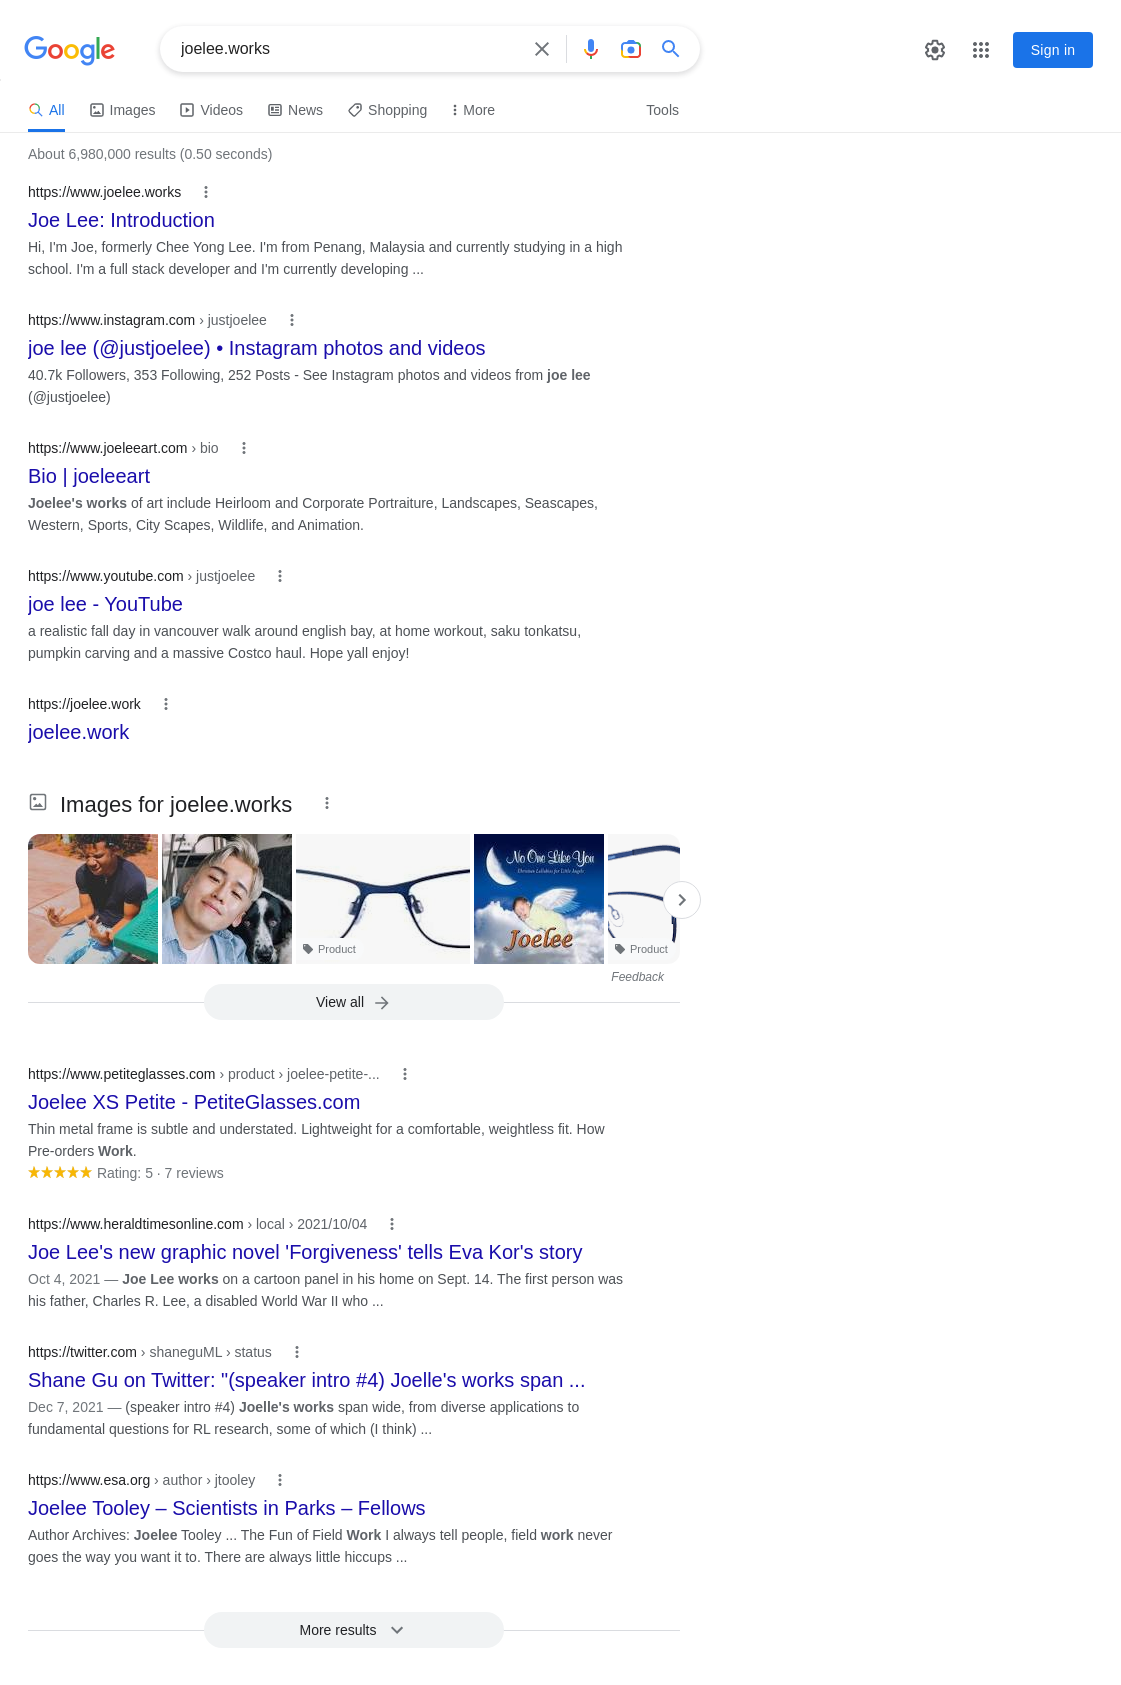 Google
joelee.works
Sign in
All Images Videos News Shopping More Tools
About 6,980,000 results (0.50 seconds)
https://www.joelee.works
Joe Lee: Introduction
Hi, I'm Joe, formerly Chee Yong Lee. I'm from Penang, Malaysia and currently studying in a high
school. I'm a full stack developer and I'm currently developing ...
https://www.instagram.com › justjoelee
joe lee (@justjoelee) • Instagram photos and videos
40.7k Followers, 353 Following, 252 Posts - See Instagram photos and videos from joe lee
(@justjoelee)
https://www.joeleeart.com › bio
Bio | joeleeart
Joelee's works of art include Heirloom and Corporate Portraiture, Landscapes, Seascapes,
Western, Sports, City Scapes, Wildlife, and Animation.
https://www.youtube.com › justjoelee
joe lee - YouTube
a realistic fall day in vancouver walk around english bay, at home workout, saku tonkatsu,
pumpkin carving and a massive Costco haul. Hope yall enjoy!
https://joelee.work
joelee.work
Images for joelee.works
No One Like You
Christian Lullabies for Little Angels
Joelee
Product
Product
Feedback
View all
https://www.petiteglasses.com › product › joelee-petite-...
Joelee XS Petite - PetiteGlasses.com
Thin metal frame is subtle and understated. Lightweight for a comfortable, weightless fit. How
Pre-orders Work.
Rating: 5 · 7 reviews
https://www.heraldtimesonline.com › local › 2021/10/04
Joe Lee's new graphic novel 'Forgiveness' tells Eva Kor's story
Oct 4, 2021 — Joe Lee works on a cartoon panel in his home on Sept. 14. The first person was
his father, Charles R. Lee, a disabled World War II who ...
https://twitter.com › shaneguML › status
Shane Gu on Twitter: "(speaker intro #4) Joelle's works span ...
Dec 7, 2021 — (speaker intro #4) Joelle's works span wide, from diverse applications to
fundamental questions for RL research, some of which (I think) ...
https://www.esa.org › author › jtooley
Joelee Tooley – Scientists in Parks – Fellows
Author Archives: Joelee Tooley ... The Fun of Field Work I always tell people, field work never
goes the way you want it to. There are always little hiccups ...
More results